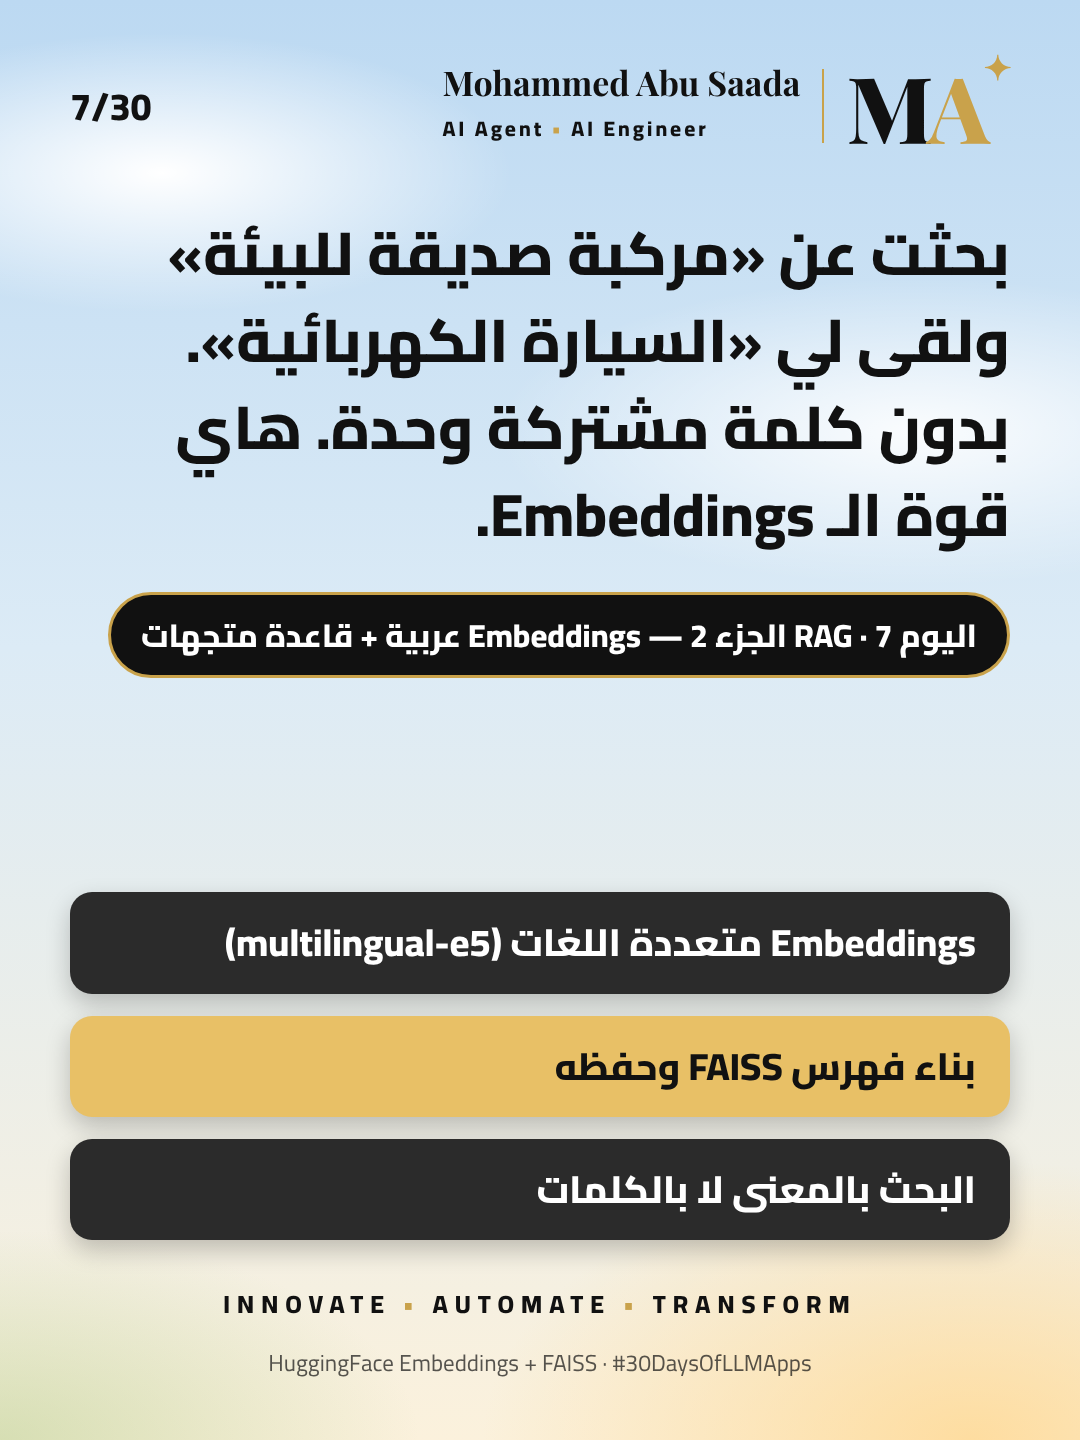 7/30
Mohammed Abu Saada
AI Agent ▪ AI Engineer
MA
بحثت عن «مركبة صديقة للبيئة»
ولقى لي «السيارة الكهربائية».
بدون كلمة مشتركة وحدة. هاي
قوة الـ Embeddings.
اليوم 7 · RAG الجزء 2 — Embeddings عربية + قاعدة متجهات
Embeddings متعددة اللغات (multilingual-e5)
بناء فهرس FAISS وحفظه
البحث بالمعنى لا بالكلمات
INNOVATE ▪ AUTOMATE ▪ TRANSFORM
HuggingFace Embeddings + FAISS · #30DaysOfLLMApps